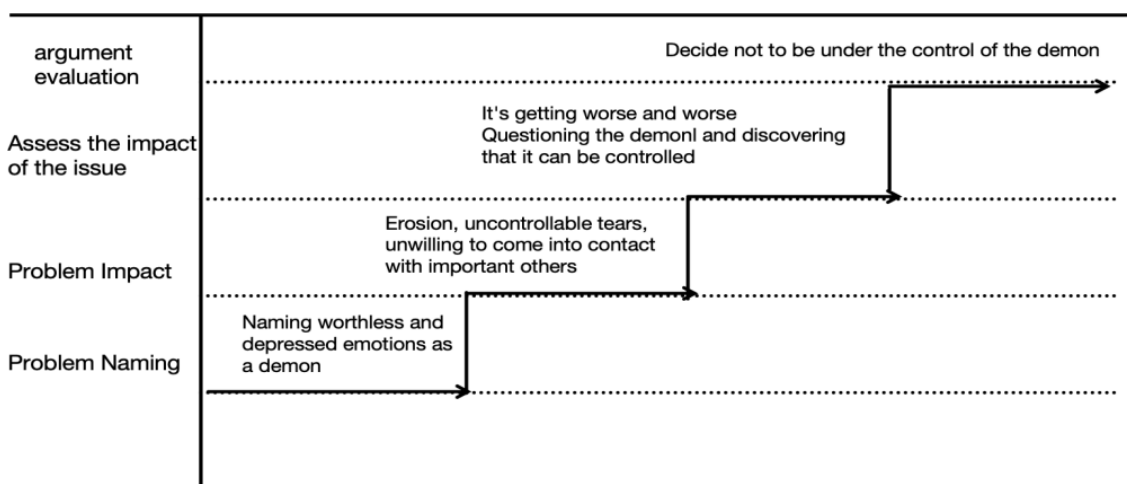 argument
evaluation
Decide not to be under the control of the demon
Assess the impact
of the issue
It's getting worse and worse
Questioning the demonl and discovering
that it can be controlled
Problem Impact
Erosion, uncontrollable tears,
unwilling to come into contact
with important others
Problem Naming
Naming worthless and
depressed emotions as
a demon